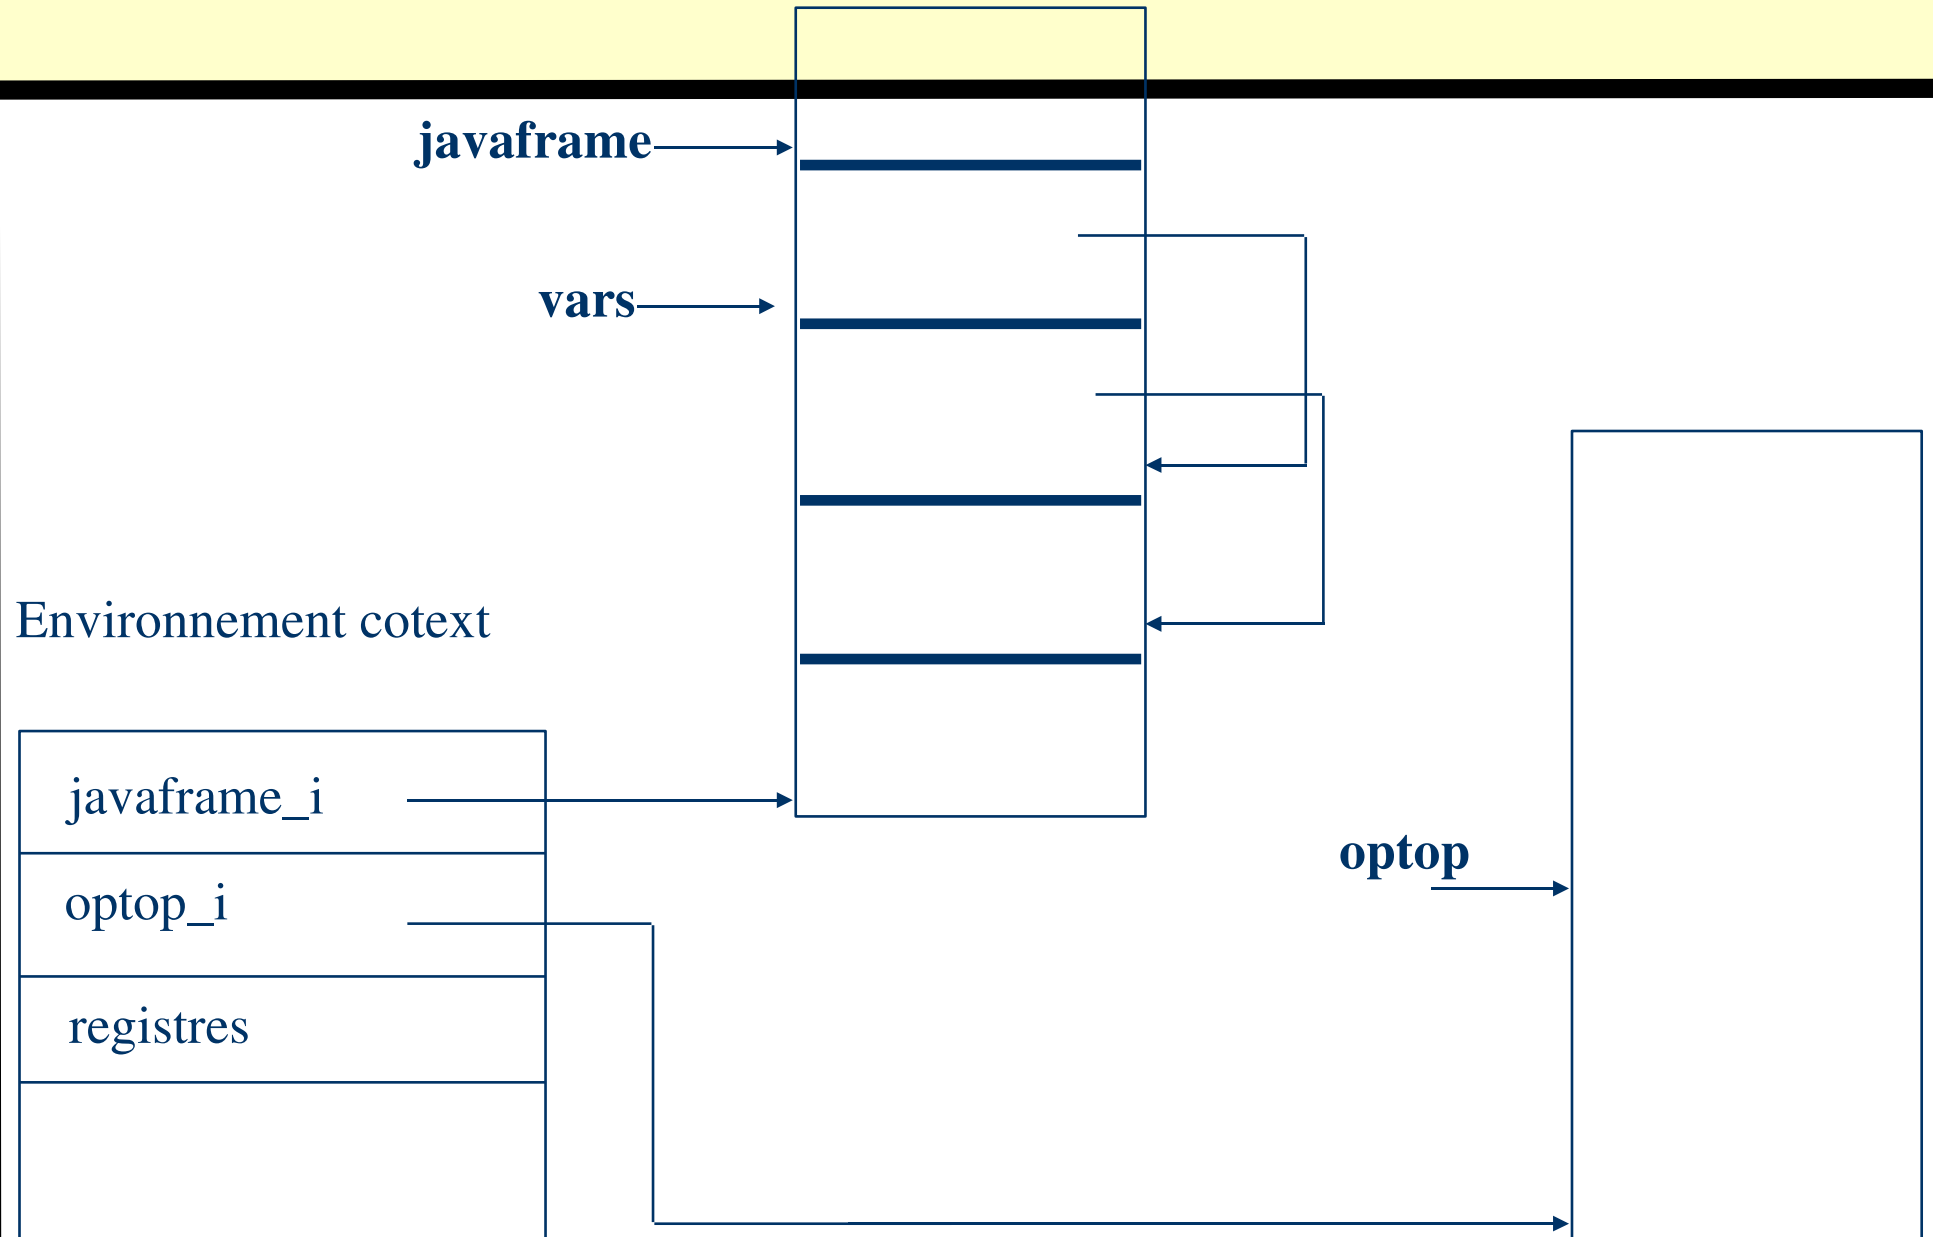 javaframe
vars
Environnement cotext
javaframe_i
optop
optop_i
registres